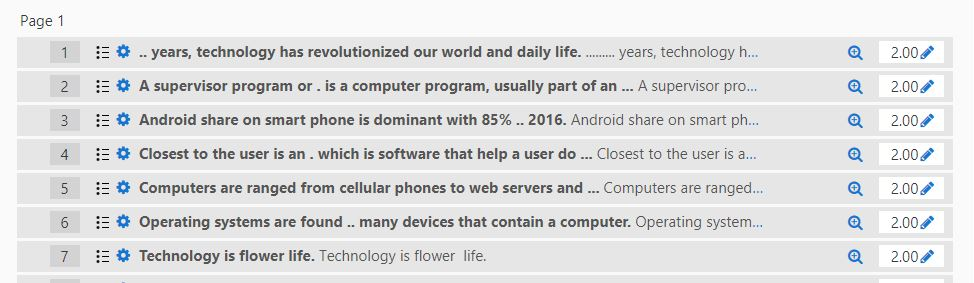 Page 1
1 .. years, technology has revolutionized our world and daily life. ......... years, technology h... 2.00
2 A supervisor program or . is a computer program, usually part of an ... A supervisor pro... 2.00
3 Android share on smart phone is dominant with 85% .. 2016. Android share on smart ph... 2.00
4 Closest to the user is an . which is software that help a user do ... Closest to the user is a... 2.00
5 Computers are ranged from cellular phones to web servers and ... Computers are ranged... 2.00
6 Operating systems are found .. many devices that contain a computer. Operating system... 2.00
7 Technology is flower life. Technology is flower  life. 2.00